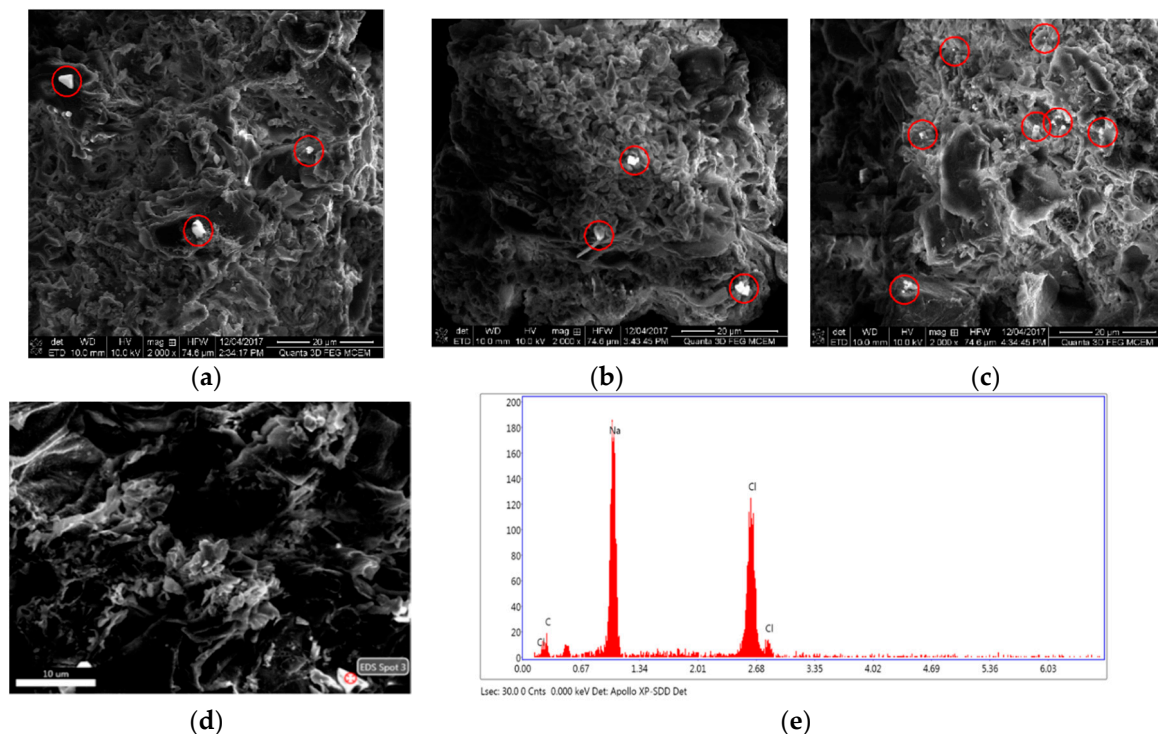 det WD HV mag ⊞ HFW 12/04/2017 20 µm
ETD 10.0 mm 10.0 kV 2 000 x 74.6 µm 2:34:17 PM Quanta 3D FEG MCEM
(a)
det WD HV mag ⊞ HFW 12/04/2017 20 µm
ETD 10.0 mm 10.0 kV 2 000 x 74.6 µm 3:43:45 PM Quanta 3D FEG MCEM
(b)
det WD HV mag ⊞ HFW 12/04/2017 20 µm
ETD 10.0 mm 10.0 kV 2 000 x 74.6 µm 4:34:45 PM Quanta 3D FEG MCEM
(c)
EDS Spot 3
10 um
(d)
200
180
160
140
120
100
80
60
40
20
0
Na
Cl
C
Cl
Cl
0.00 0.67 1.34 2.01 2.68 3.35 4.02 4.69 5.36 6.03
Lsec: 30.0 0 Cnts 0.000 keV Det: Apollo XP-SDD Det
(e)